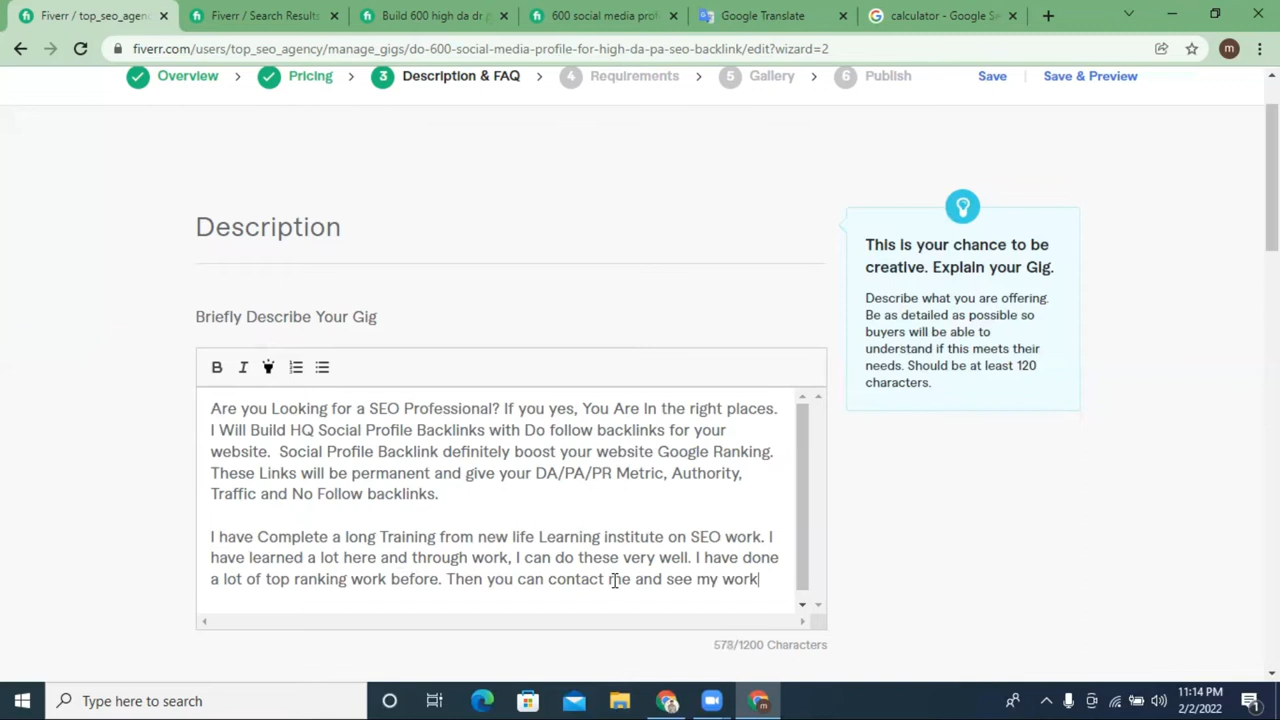 Fiverr / top_seo_agenc
Fiverr / Search Results
Build 600 high da dr
600 social media prof
Google Translate
calculator - Google Se
fiverr.com/users/top_seo_agency/manage_gigs/do-600-social-media-profile-for-high-da-pa-seo-backlink/edit?wizard=2
m
Overview
Pricing
3 Description & FAQ
4 Requirements
5 Gallery
6 Publish
Save
Save & Preview
Description
Briefly Describe Your Gig
B I
Are you Looking for a SEO Professional? If you yes, You Are In the right places.
I Will Build HQ Social Profile Backlinks with Do follow backlinks for your
website. Social Profile Backlink definitely boost your website Google Ranking.
These Links will be permanent and give your DA/PA/PR Metric, Authority,
Traffic and No Follow backlinks.
I have Complete a long Training from new life Learning institute on SEO work. I
have learned a lot here and through work, I can do these very well. I have done
a lot of top ranking work before. Then you can contact me and see my work
578/1200 Characters
This is your chance to be
creative. Explain your Gig.
Describe what you are offering.
Be as detailed as possible so
buyers will be able to
understand if this meets their
needs. Should be at least 120
characters.
Type here to search
11:14 PM
2/2/2022